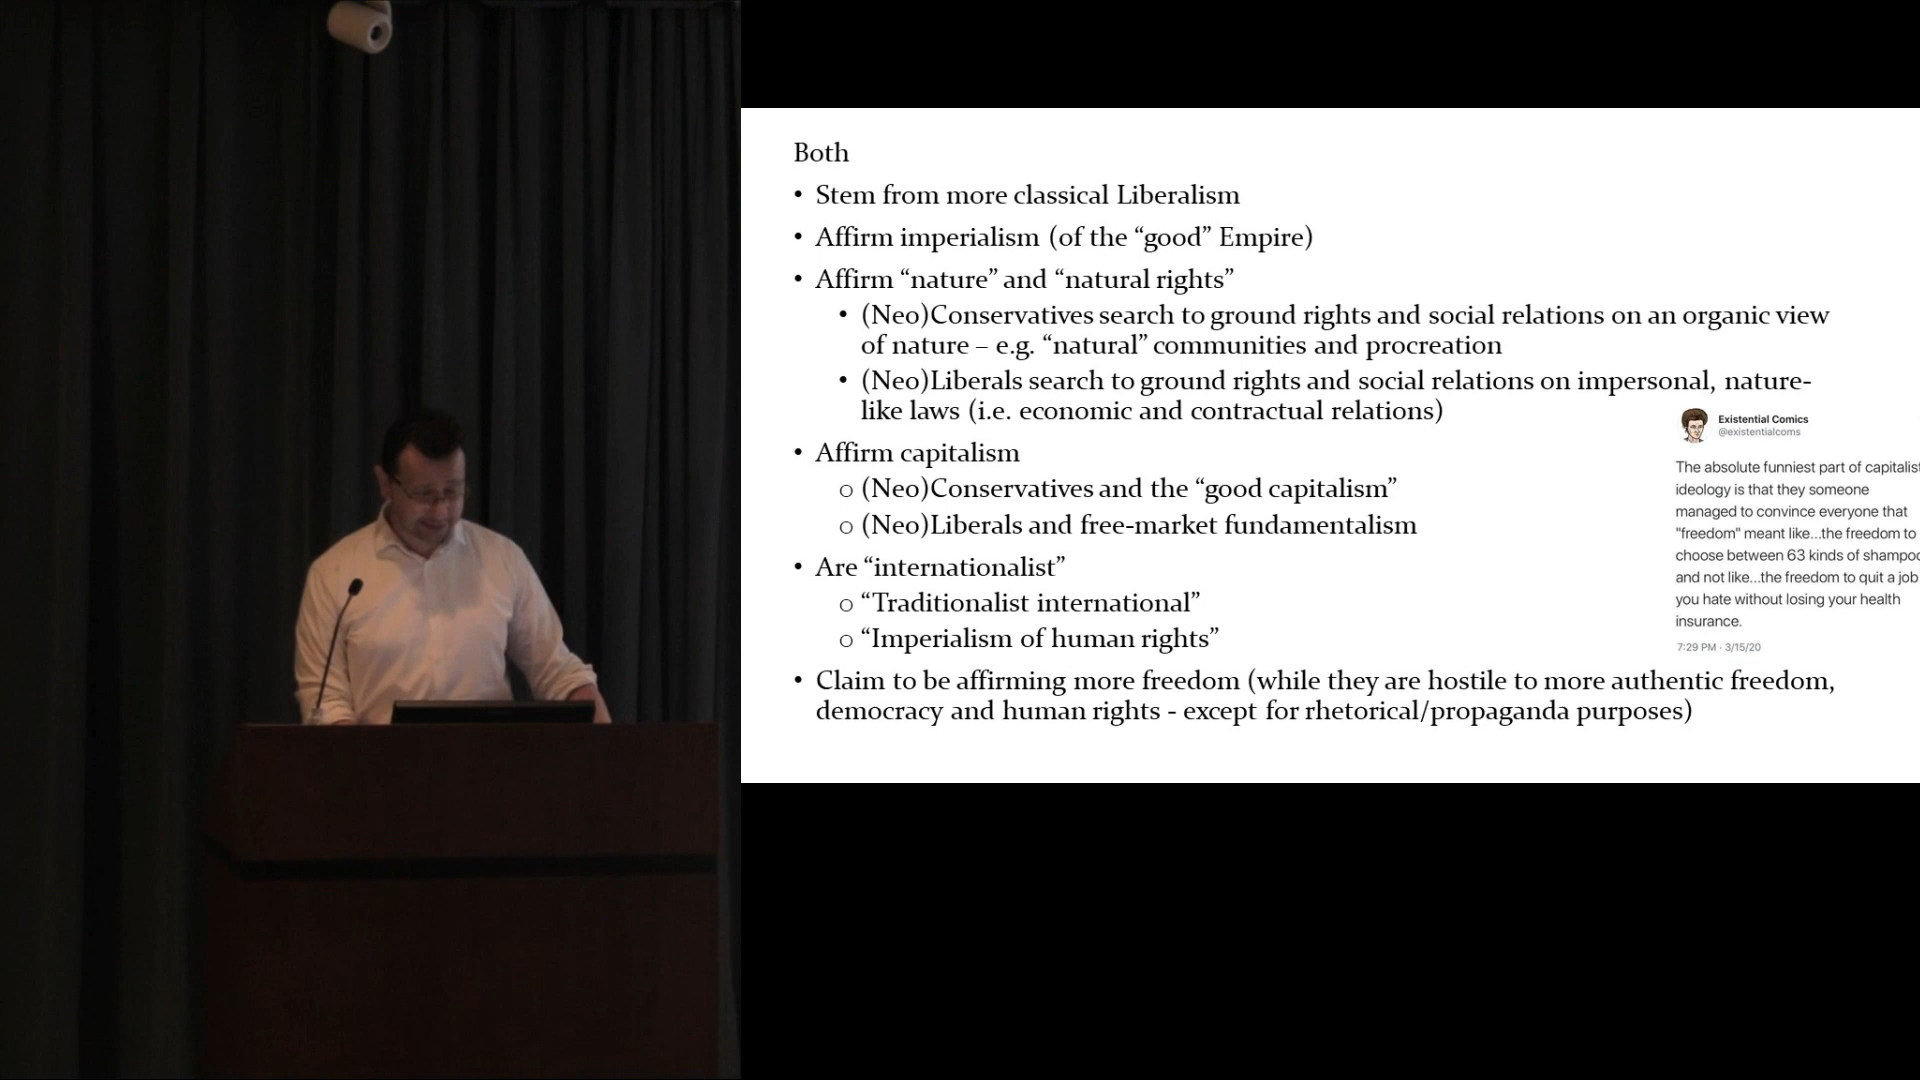 Both
• Stem from more classical Liberalism
• Affirm imperialism (of the “good” Empire)
• Affirm “nature” and “natural rights”
• (Neo)Conservatives search to ground rights and social relations on an organic view
of nature – e.g. “natural” communities and procreation
• (Neo)Liberals search to ground rights and social relations on impersonal, nature-
like laws (i.e. economic and contractual relations)
• Affirm capitalism
o (Neo)Conservatives and the “good capitalism”
o (Neo)Liberals and free-market fundamentalism
• Are “internationalist”
o “Traditionalist international”
o “Imperialism of human rights”
• Claim to be affirming more freedom (while they are hostile to more authentic freedom,
democracy and human rights - except for rhetorical/propaganda purposes)
Existential Comics
@existentialcoms
The absolute funniest part of capitalist
ideology is that they someone
managed to convince everyone that
"freedom" meant like...the freedom to
choose between 63 kinds of shampoo
and not like...the freedom to quit a job
you hate without losing your health
insurance.
7:29 PM · 3/15/20